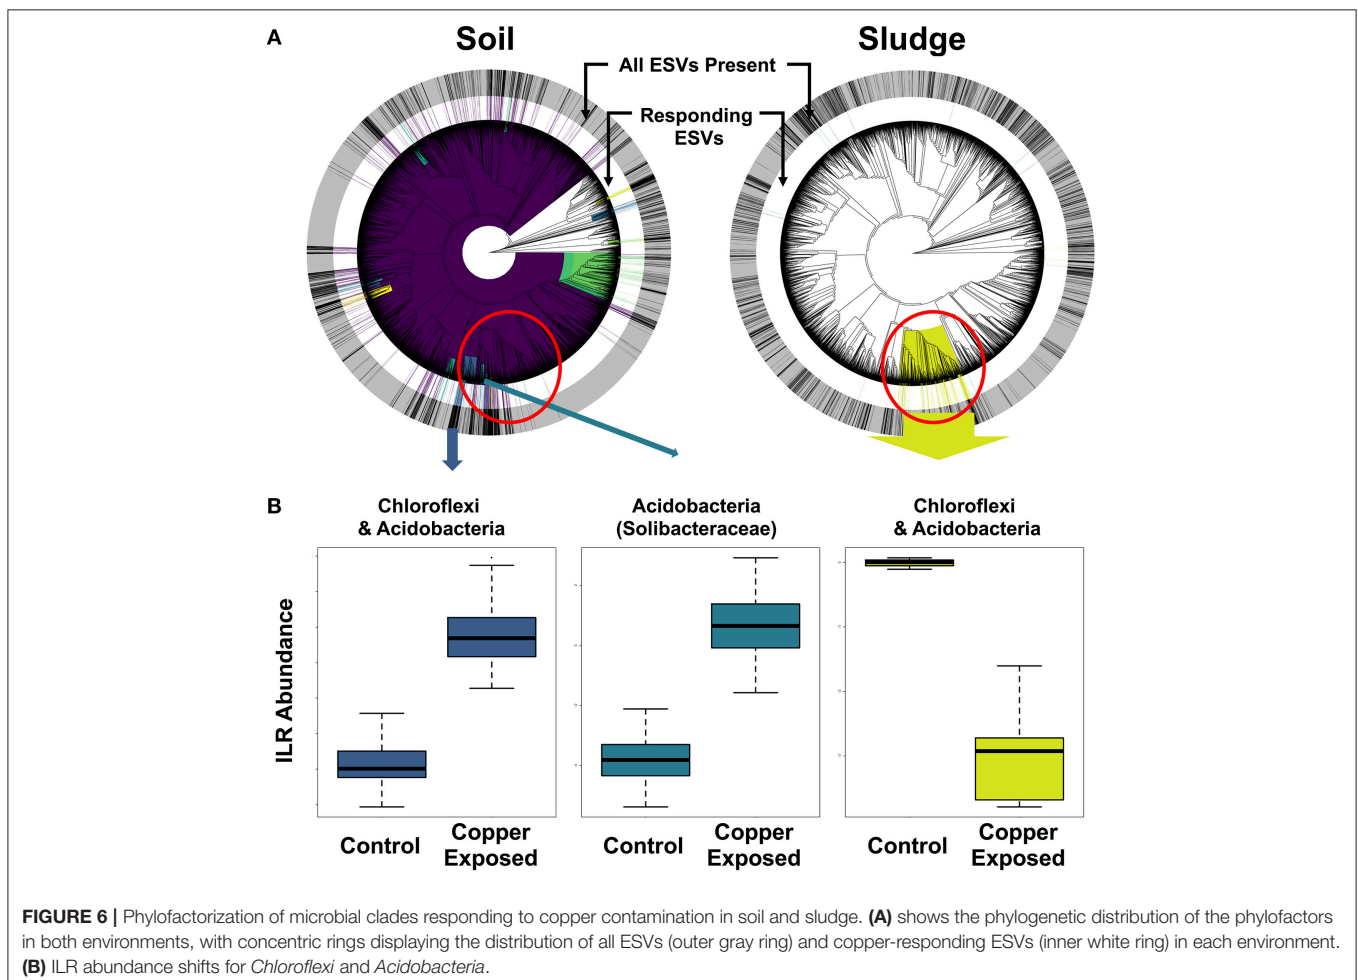 A
Soil
Sludge
All ESVs Present
Responding
ESVs
B
Chloroflexi
& Acidobacteria
Acidobacteria
(Solibacteraceae)
Chloroflexi
& Acidobacteria
ILR Abundance
Control
Copper
Exposed
Control
Copper
Exposed
Control
Copper
Exposed
FIGURE 6 | Phylofactorization of microbial clades responding to copper contamination in soil and sludge. (A) shows the phylogenetic distribution of the phylofactors
in both environments, with concentric rings displaying the distribution of all ESVs (outer gray ring) and copper-responding ESVs (inner white ring) in each environment.
(B) ILR abundance shifts for Chloroflexi and Acidobacteria.